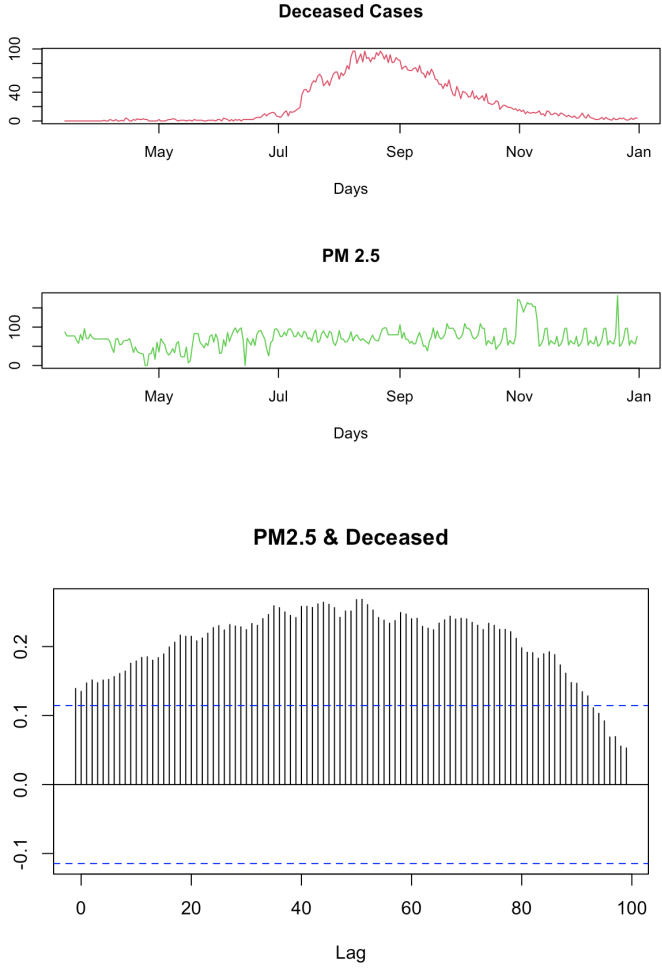 Deceased Cases
0 40 100
May Jul Sep Nov Jan
Days
PM 2.5
0 100
May Jul Sep Nov Jan
Days
PM2.5 & Deceased
-0.1 0.0 0.1 0.2
0 20 40 60 80 100
Lag